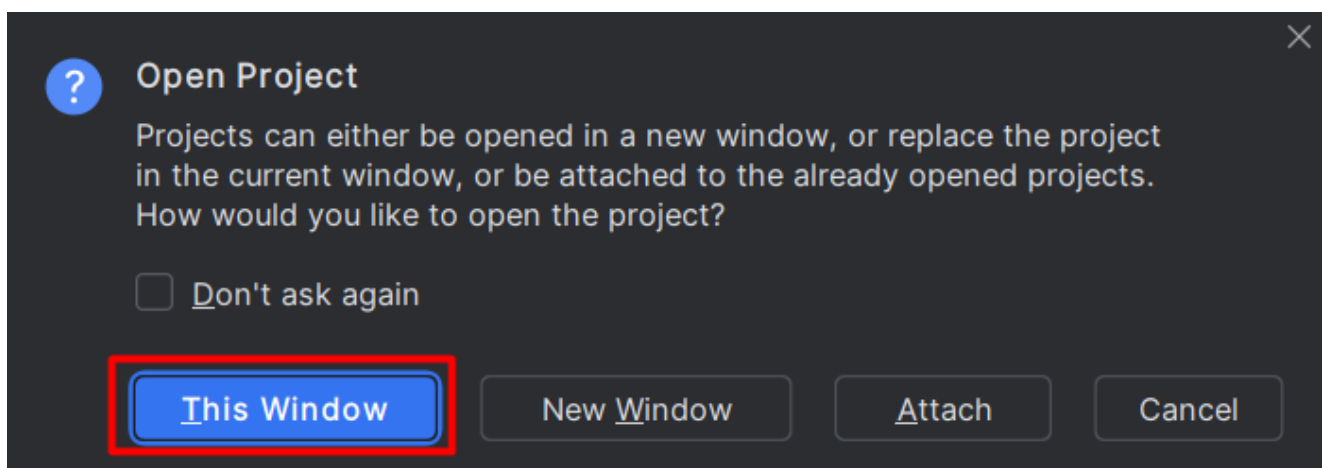 Open Project
Projects can either be opened in a new window, or replace the project
in the current window, or be attached to the already opened projects.
How would you like to open the project?
Don't ask again
This Window
New Window
Attach
Cancel